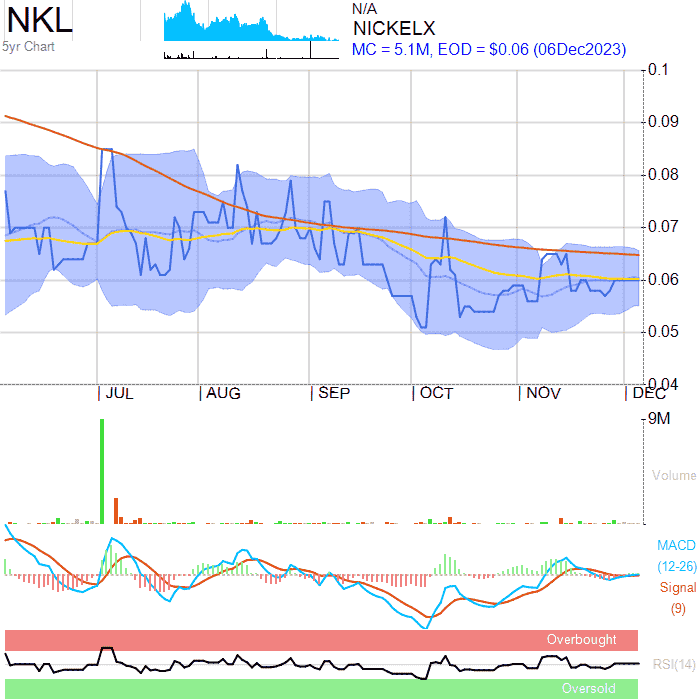 NKL
5yr Chart
N/A
NICKELX
MC = 5.1M, EOD = $0.06 (06Dec2023)
0.1
0.09
0.08
0.07
0.06
0.05
0.04
JUL AUG SEP OCT NOV DEC
9M
Volume
MACD
(12-26)
Signal
(9)
Overbought
RSI(14)
Oversold